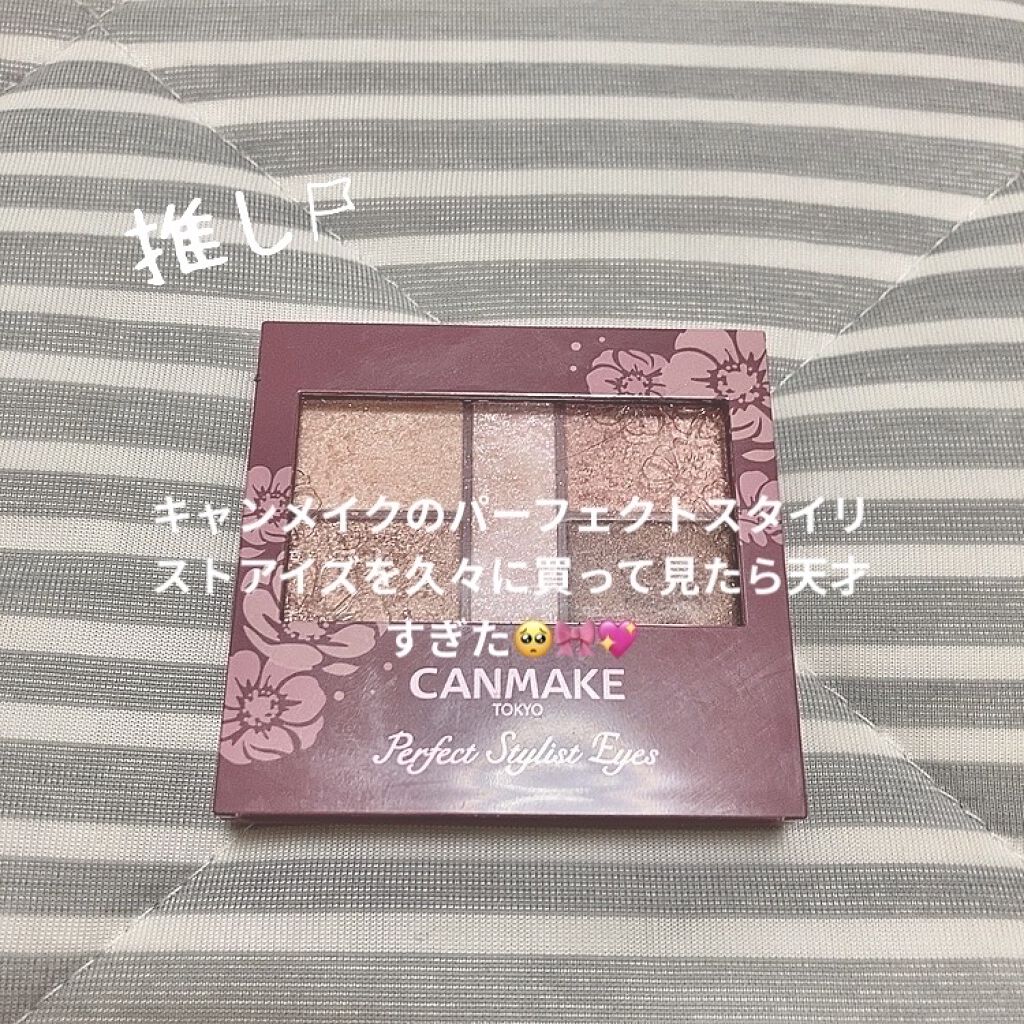 推し
キャンメイクのパーフェクトスタイリ
ストアイズを久々に買って見たら天才
すぎた🥺🎀💖
CANMAKE
TOKYO
Perfect Stylist Eyes